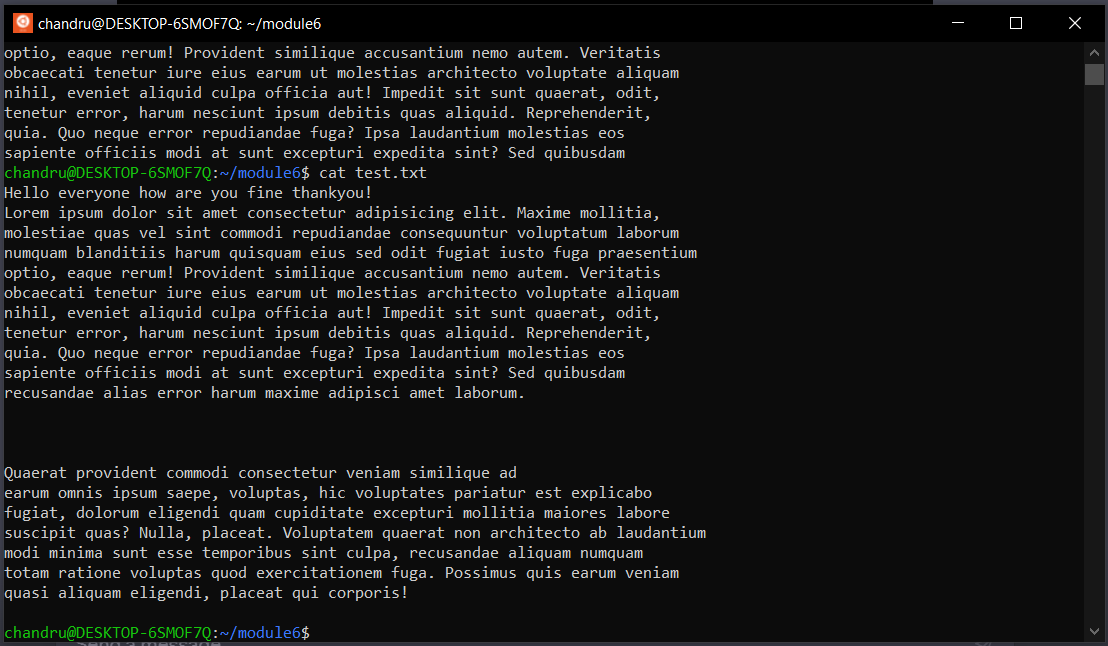 chandru@DESKTOP-6SMOF7Q: ~/module6
optio, eaque rerum! Provident similique accusantium nemo autem. Veritatis
obcaecati tenetur iure eius earum ut molestias architecto voluptate aliquam
nihil, eveniet aliquid culpa officia aut! Impedit sit sunt quaerat, odit,
tenetur error, harum nesciunt ipsum debitis quas aliquid. Reprehenderit,
quia. Quo neque error repudiandae fuga? Ipsa laudantium molestias eos
sapiente officiis modi at sunt excepturi expedita sint? Sed quibusdam
chandru@DESKTOP-6SMOF7Q:~/module6$ cat test.txt
Hello everyone how are you fine thankyou!
Lorem ipsum dolor sit amet consectetur adipisicing elit. Maxime mollitia,
molestiae quas vel sint commodi repudiandae consequuntur voluptatum laborum
numquam blanditiis harum quisquam eius sed odit fugiat iusto fuga praesentium
optio, eaque rerum! Provident similique accusantium nemo autem. Veritatis
obcaecati tenetur iure eius earum ut molestias architecto voluptate aliquam
nihil, eveniet aliquid culpa officia aut! Impedit sit sunt quaerat, odit,
tenetur error, harum nesciunt ipsum debitis quas aliquid. Reprehenderit,
quia. Quo neque error repudiandae fuga? Ipsa laudantium molestias eos
sapiente officiis modi at sunt excepturi expedita sint? Sed quibusdam
recusandae alias error harum maxime adipisci amet laborum.
Quaerat provident commodi consectetur veniam similique ad
earum omnis ipsum saepe, voluptas, hic voluptates pariatur est explicabo
fugiat, dolorum eligendi quam cupiditate excepturi mollitia maiores labore
suscipit quas? Nulla, placeat. Voluptatem quaerat non architecto ab laudantium
modi minima sunt esse temporibus sint culpa, recusandae aliquam numquam
totam ratione voluptas quod exercitationem fuga. Possimus quis earum veniam
quasi aliquam eligendi, placeat qui corporis!
chandru@DESKTOP-6SMOF7Q:~/module6$